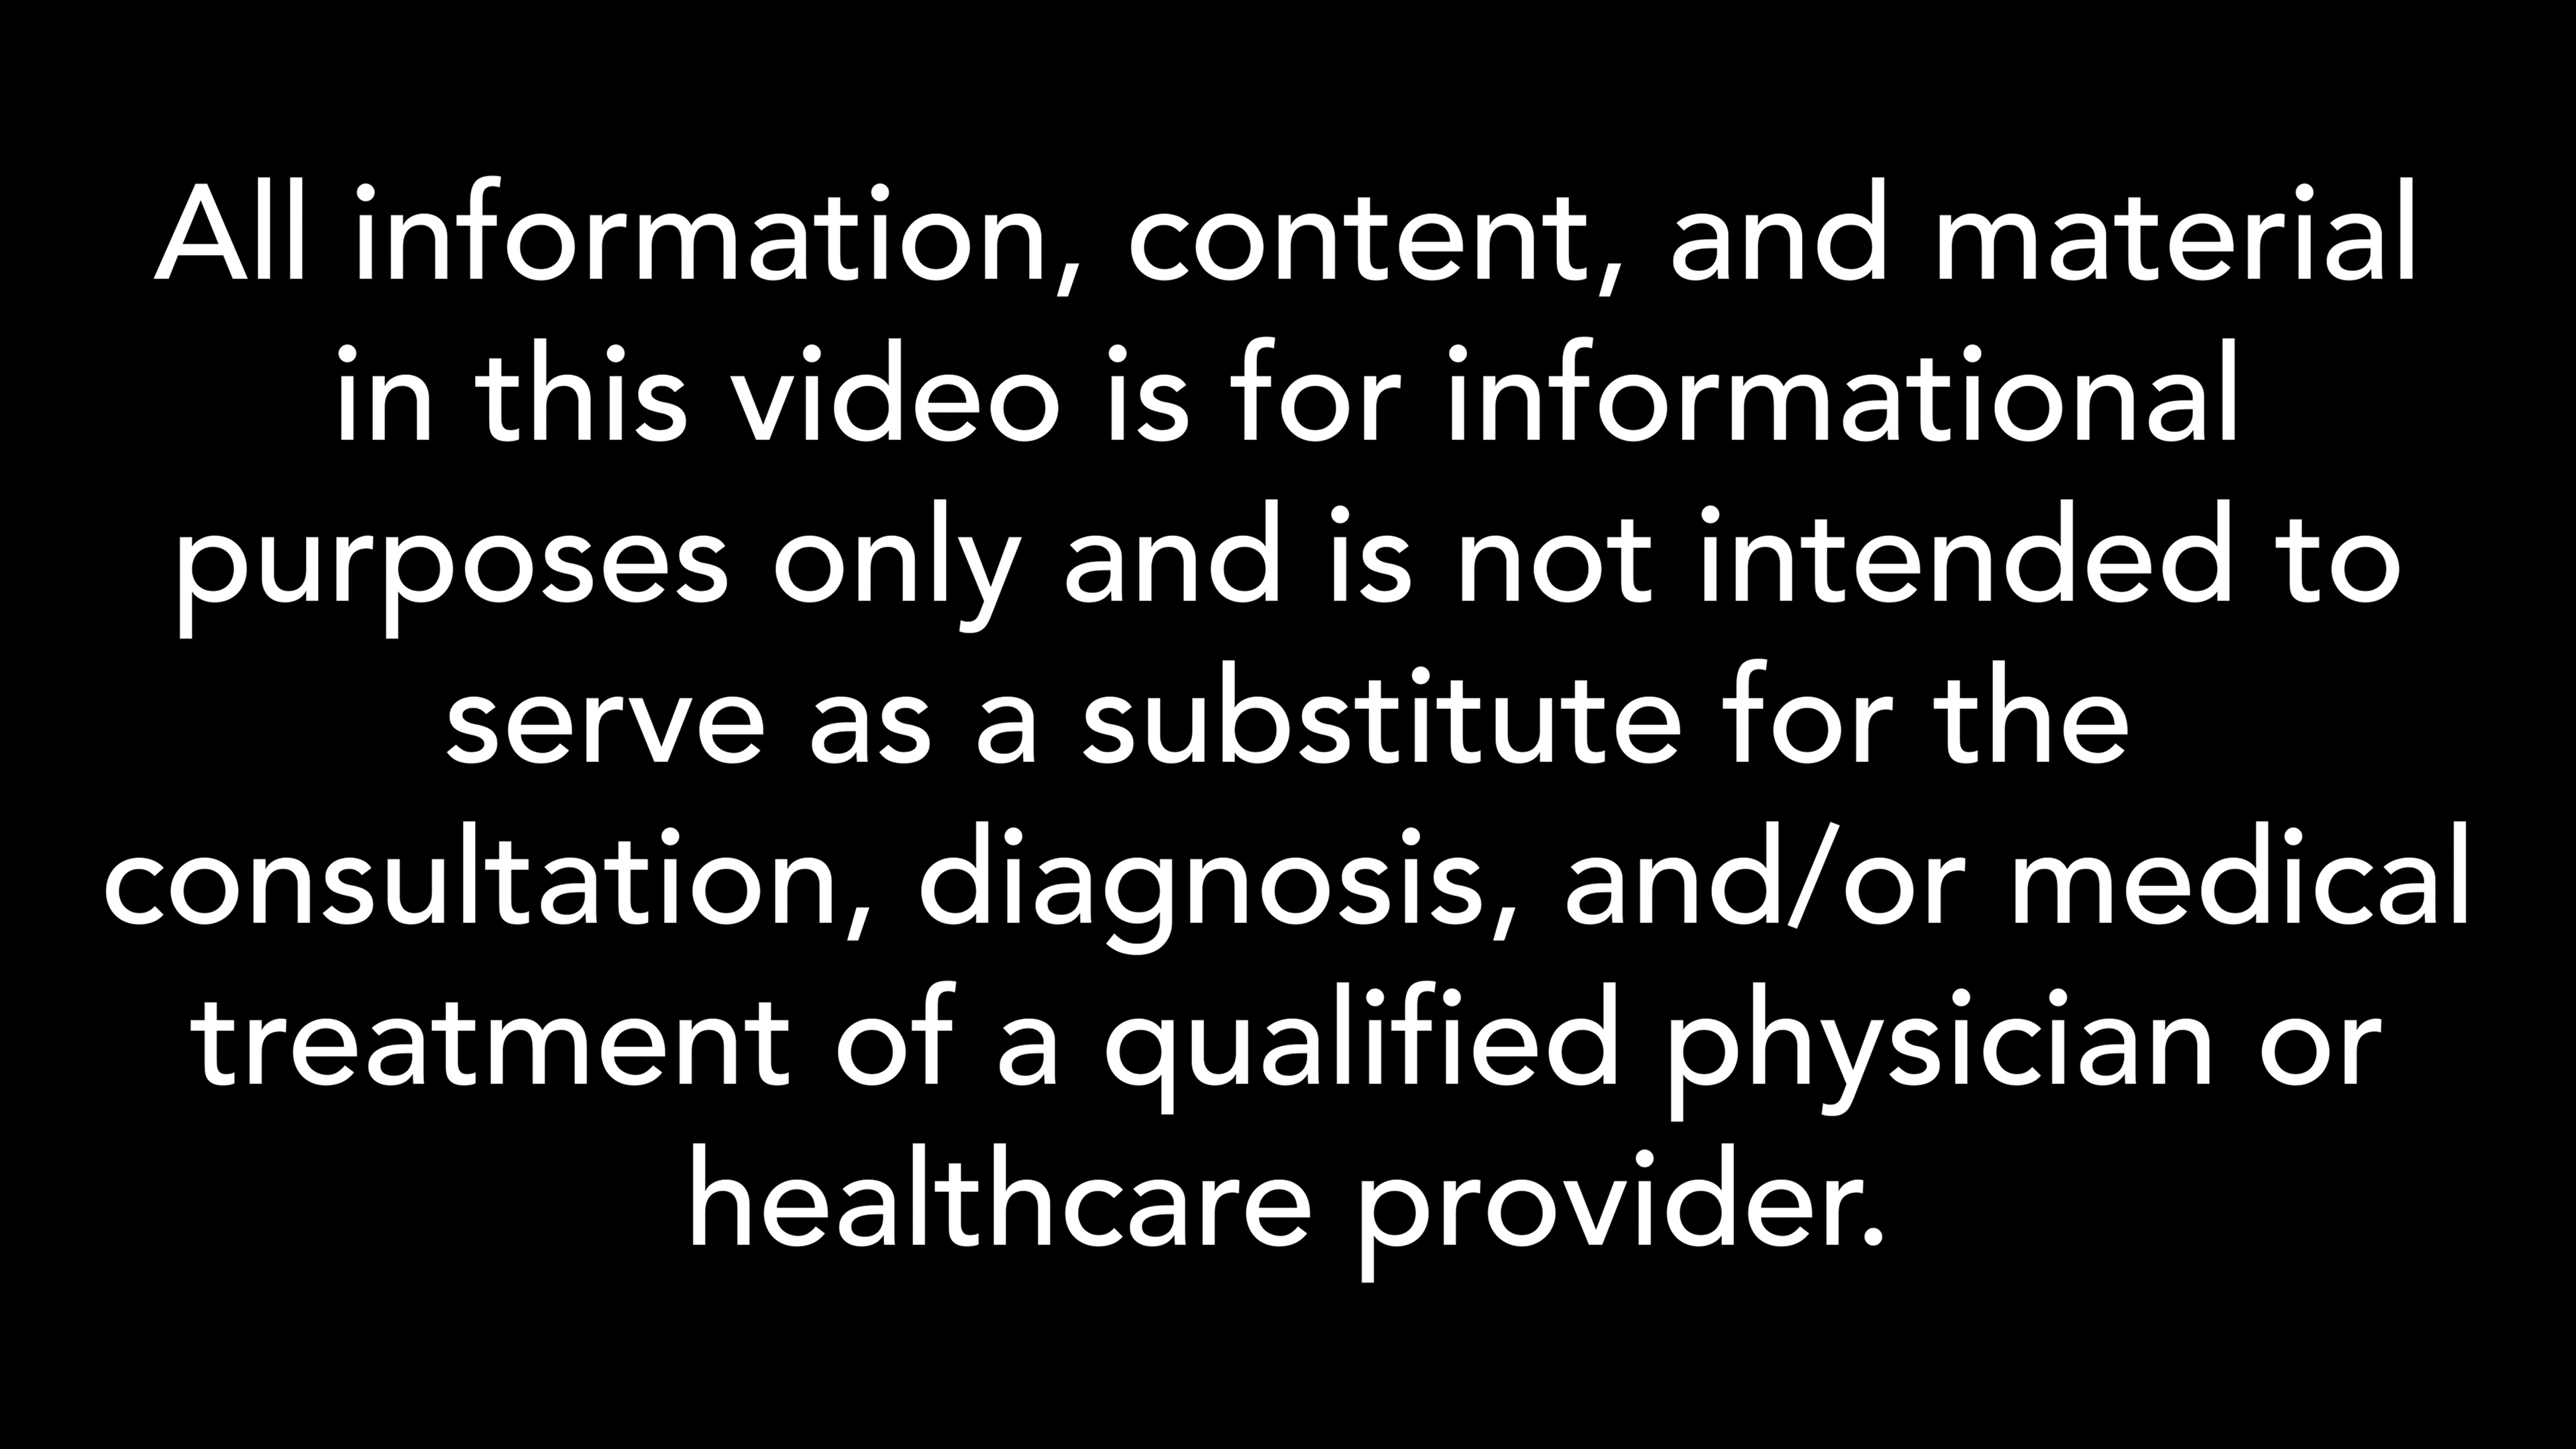 All information, content, and material
in this video is for informational
purposes only and is not intended to
serve as a substitute for the
consultation, diagnosis, and/or medical
treatment of a qualified physician or
healthcare provider.